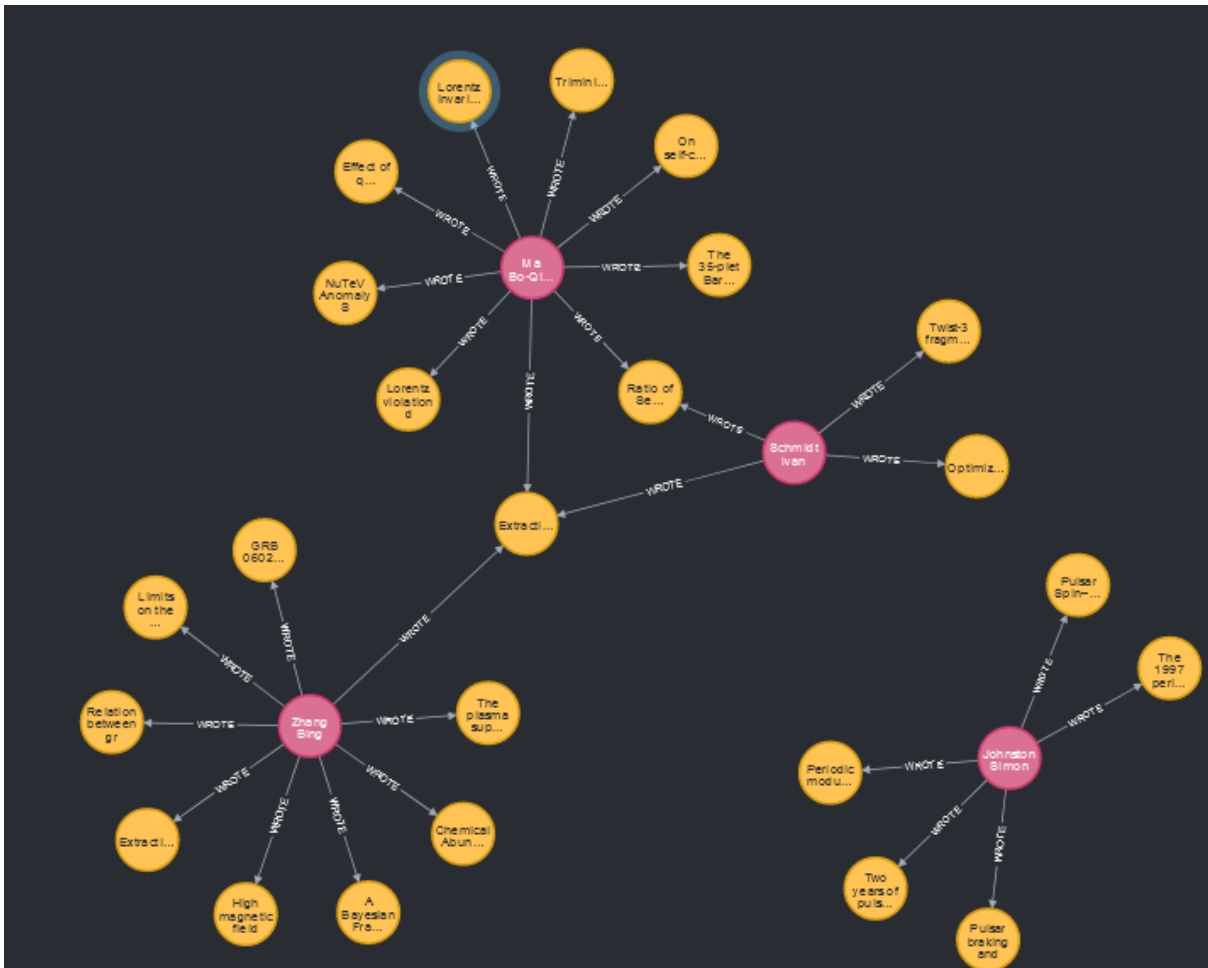 Lorentz
Invari...
Trimini...
On
self-c...
Effect of
q...
WROTE
WROTE
WROTE
WROTE
Ma
Bo-Qi...
WROTE
The
35-plet
Bar...
NuTeV
Anomaly
S
WROTE
WROTE
WROTE
WROTE
Lorentz
violation
d
Ratio of
Se...
Twist-3
fragm...
WROTE
WROTE
Schmidt
Ivan
WROTE
Optimiz...
WROTE
Extracti...
GRB
0602...
Limits
on the
...
WROTE
WROTE
WROTE
Pulsar
Spin-...
The
1997
peri...
WROTE
WROTE
Relation
between
gr
WROTE
Zhang
Bing
WROTE
The
plasma
sup...
Johnston
Simon
WROTE
Periodic
modu...
WROTE
WROTE
WROTE
WROTE
Extracti...
Chemical
Abun...
WROTE
WROTE
High
magnetic
field
A
Bayesian
Fra...
Two
years of
puls...
Pulsar
braking
and